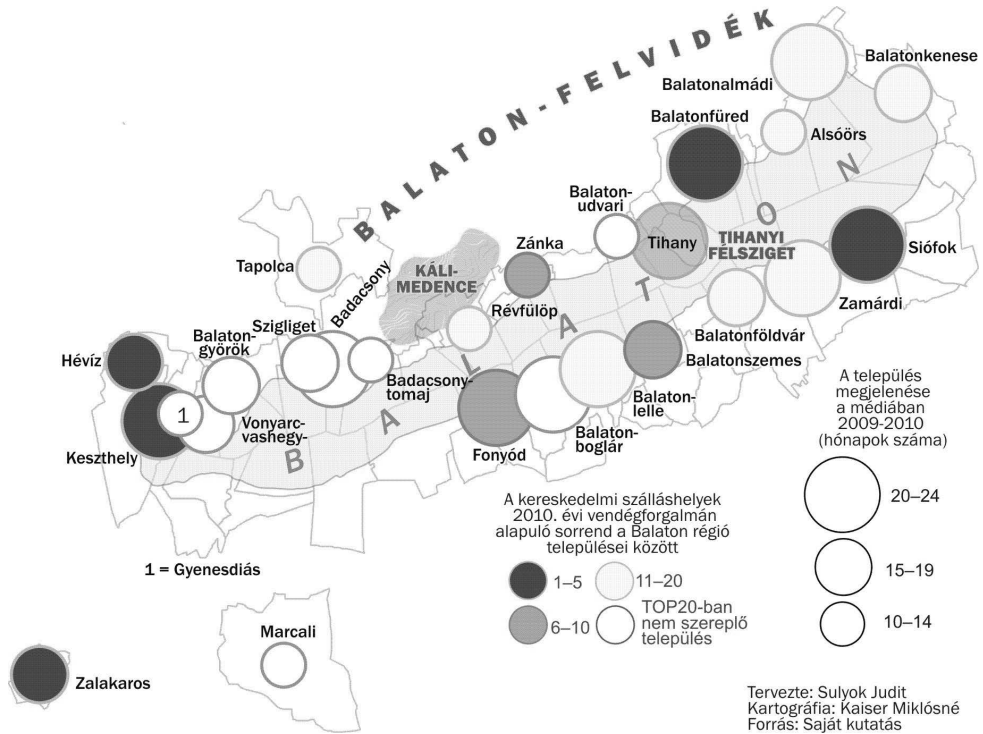 BALATON-FELVIDÉK
Balatonkenese
Balatonalmádi
Balatonfüred
Alsóörs
Balaton-
udvari
BALATON
Tihany
TIHANYI
FÉLSZIGET
Siófok
Zánka
Tapolca
Badacsony
KÁLI-
MEDENCE
Zamárdi
Révfülöp
Szigliget
Balaton-
györök
Balatonföldvár
Hévíz
Balatonszemes
Badacsony-
tomaj
Balaton-
lelle
1
Vonyarc-
vashegy-
Balaton-
boglár
Keszthely
Fonyód
1 = Gyenesdiás
Marcali
Zalakaros
A település
megjelenése
a médiában
2009-2010
(hónapok száma)
20–24
15–19
10–14
A kereskedelmi szálláshelyek
2010. évi vendégforgalmán
alapuló sorrend a Balaton régió
települései között
1–5
11–20
6–10
TOP20-ban
nem szereplő
település
Tervezte: Sulyok Judit
Kartográfia: Kaiser Miklósné
Forrás: Saját kutatás